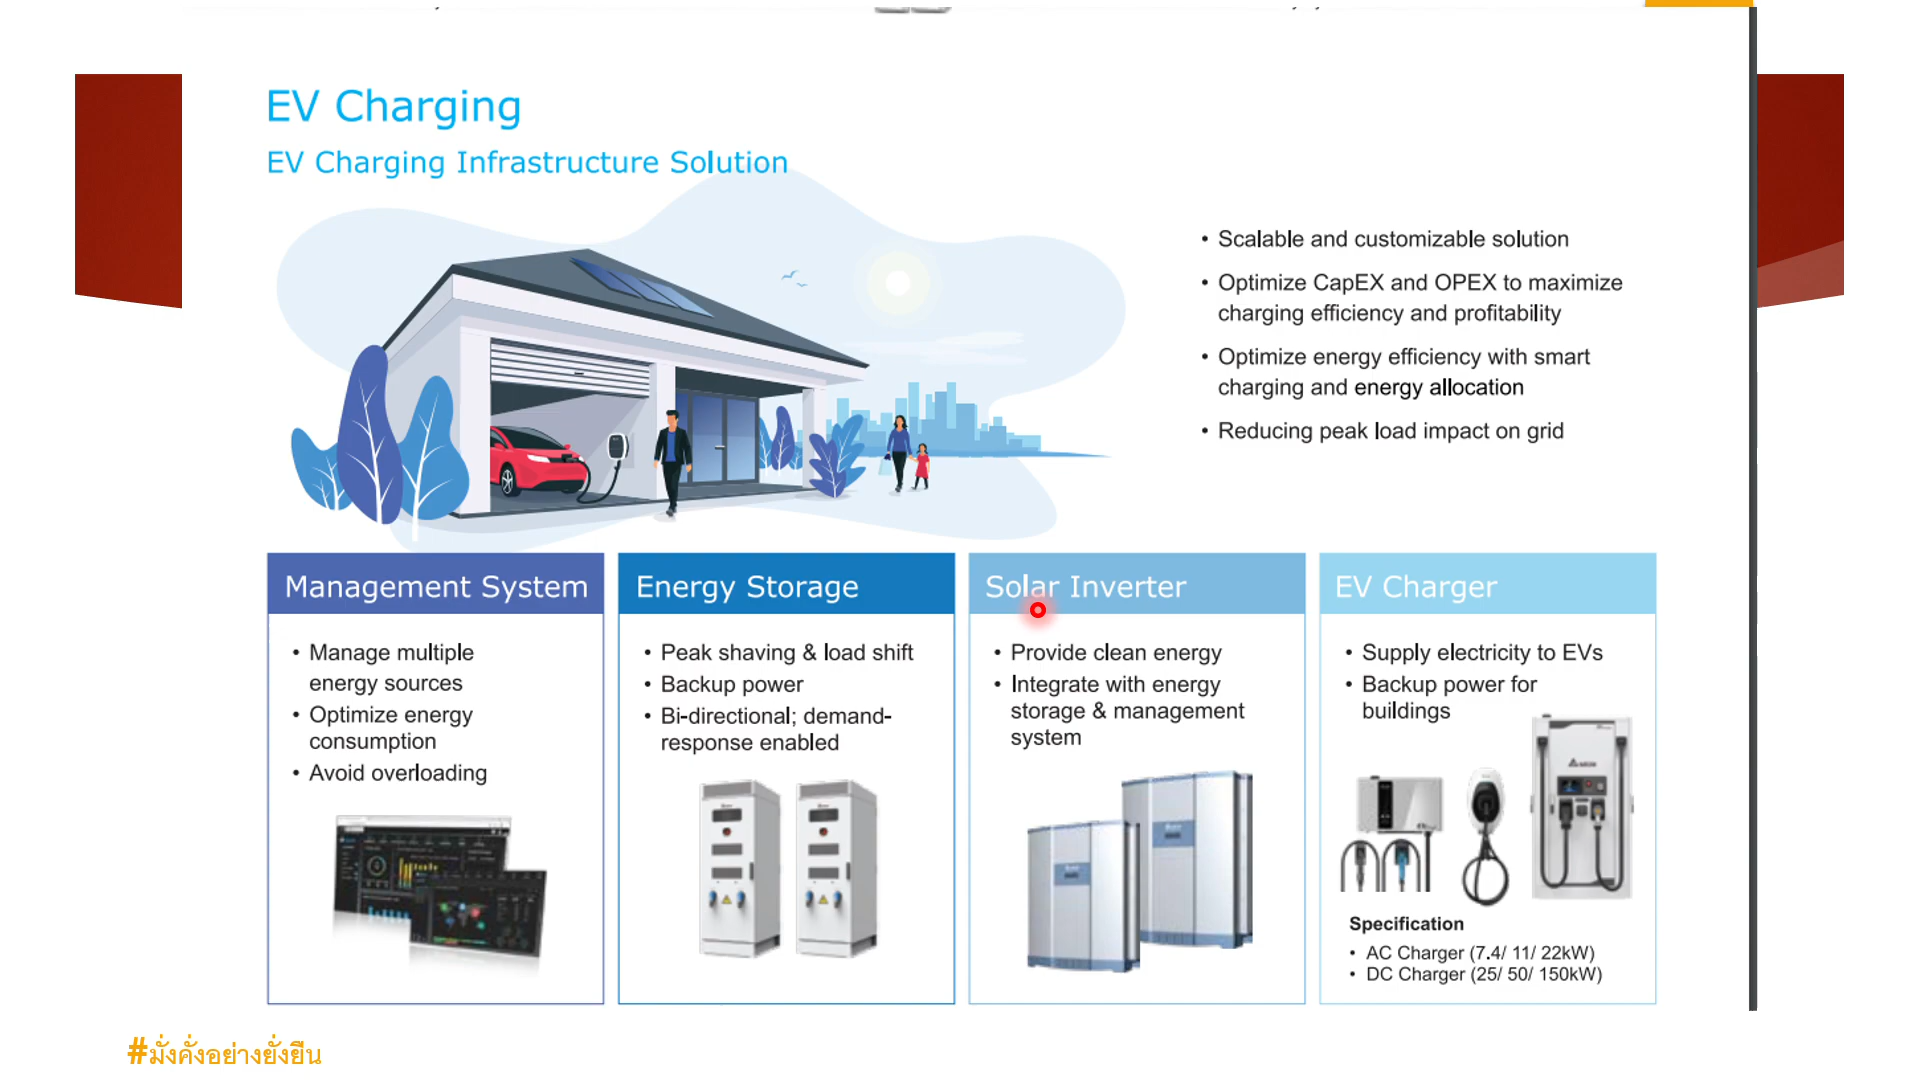 EV Charging
EV Charging Infrastructure Solution
• Scalable and customizable solution
• Optimize CapEX and OPEX to maximize
charging efficiency and profitability
• Optimize energy efficiency with smart
charging and energy allocation
• Reducing peak load impact on grid
Management System
• Manage multiple
energy sources
• Optimize energy
consumption
• Avoid overloading
Energy Storage
• Peak shaving & load shift
• Backup power
• Bi-directional; demand-
response enabled
Solar Inverter
• Provide clean energy
• Integrate with energy
storage & management
system
EV Charger
• Supply electricity to EVs
• Backup power for
buildings
Specification
• AC Charger (7.4/ 11/ 22kW)
• DC Charger (25/ 50/ 150kW)
#มั่งคั่งอย่างยั่งยืน